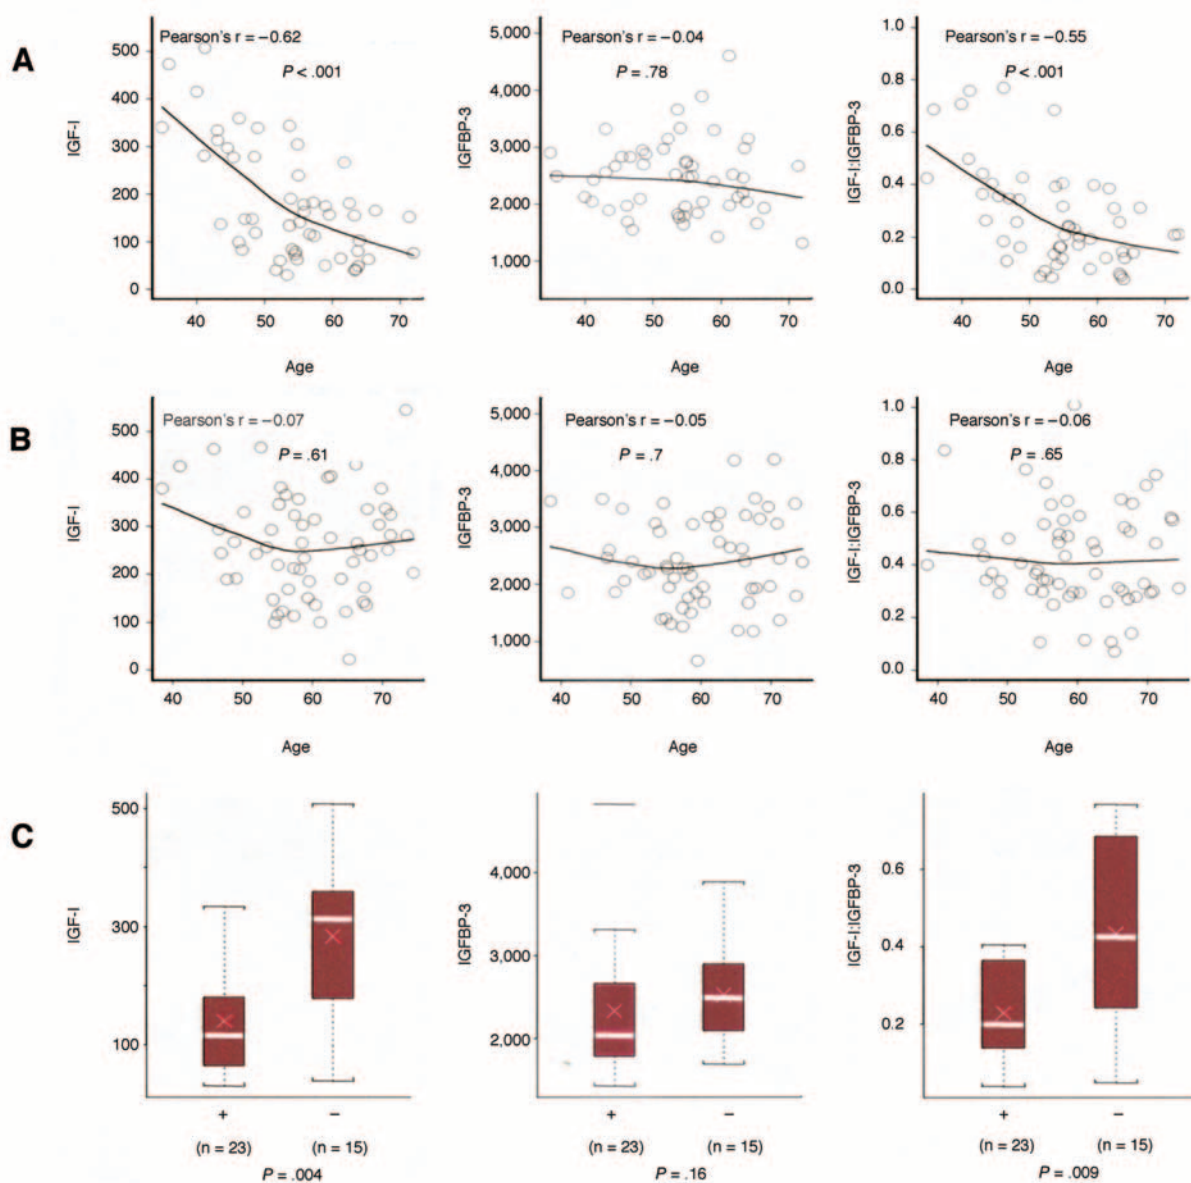 A
Pearson's r = −0.62
P < .001
IGF-I
500
400
300
200
100
0
40 50 60 70
Age
Pearson's r = −0.04
P = .78
IGFBP-3
5,000
4,000
3,000
2,000
1,000
40 50 60 70
Age
Pearson's r = −0.55
P < .001
IGF-I:IGFBP-3
1.0
0.8
0.6
0.4
0.2
0.0
40 50 60 70
Age
B
Pearson's r = −0.07
P = .61
IGF-I
500
400
300
200
100
0
40 50 60 70
Age
Pearson's r = −0.05
P = .7
IGFBP-3
5,000
4,000
3,000
2,000
1,000
40 50 60 70
Age
Pearson's r = −0.06
P = .65
IGF-I:IGFBP-3
1.0
0.8
0.6
0.4
0.2
0.0
40 50 60 70
Age
C
IGF-I
500
300
100
+ −
(n = 23) (n = 15)
P = .004
IGFBP-3
4,000
3,000
2,000
+ −
(n = 23) (n = 15)
P = .16
IGF-I:IGFBP-3
0.6
0.4
0.2
+ −
(n = 23) (n = 15)
P = .009